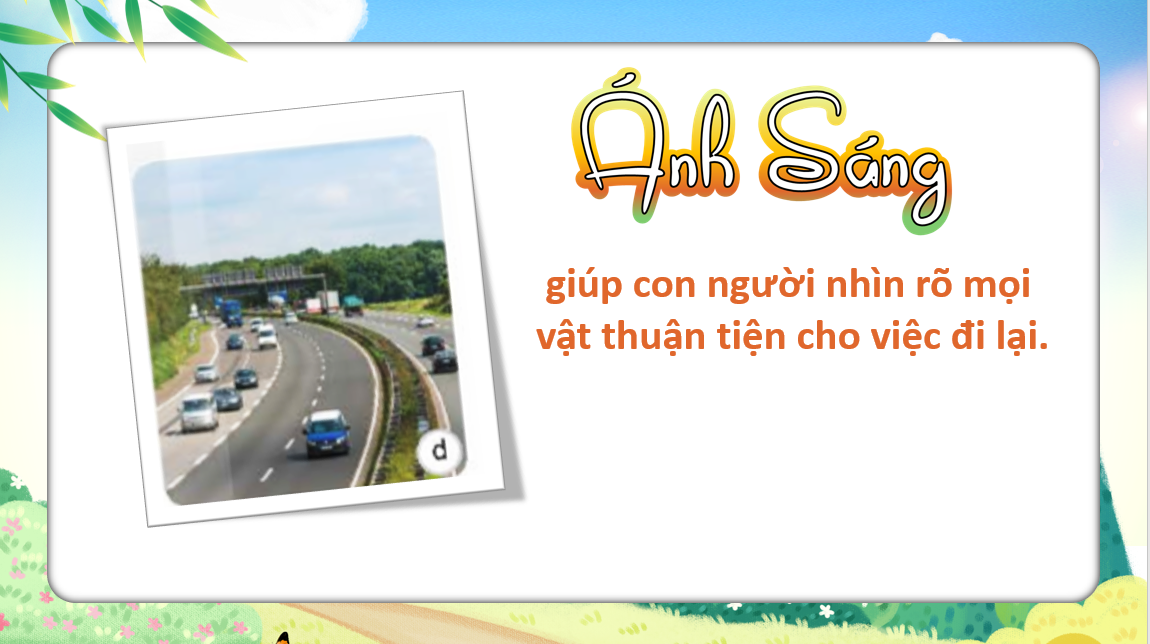 Ánh Sáng
giúp con người nhìn rõ mọi
vật thuận tiện cho việc đi lại.
d